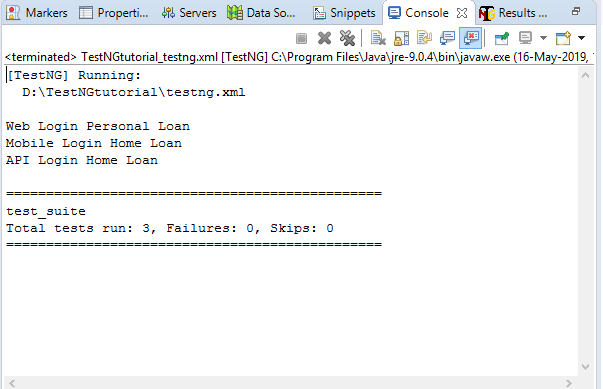 Markers Properti... Servers Data So... Snippets Console Results ...
<terminated> TestNGtutorial_testng.xml [TestNG] C:\Program Files\Java\jre-9.0.4\bin\javaw.exe (16-May-2019,
[TestNG] Running:
D:\TestNGtutorial\testng.xml
Web Login Personal Loan
Mobile Login Home Loan
API Login Home Loan
===============================================
test_suite
Total tests run: 3, Failures: 0, Skips: 0
===============================================